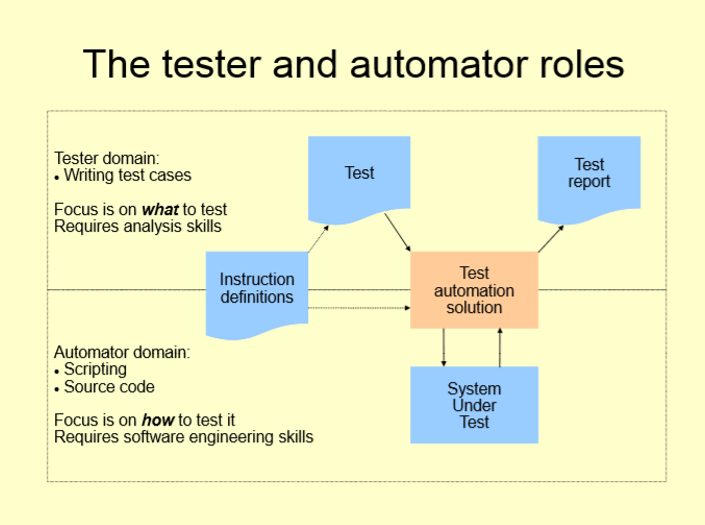 The tester and automator roles
Tester domain:
• Writing test cases
Focus is on what to test
Requires analysis skills
Test
Test
report
Instruction
definitions
Test
automation
solution
Automator domain:
• Scripting
• Source code
Focus is on how to test it
Requires software engineering skills
System
Under
Test